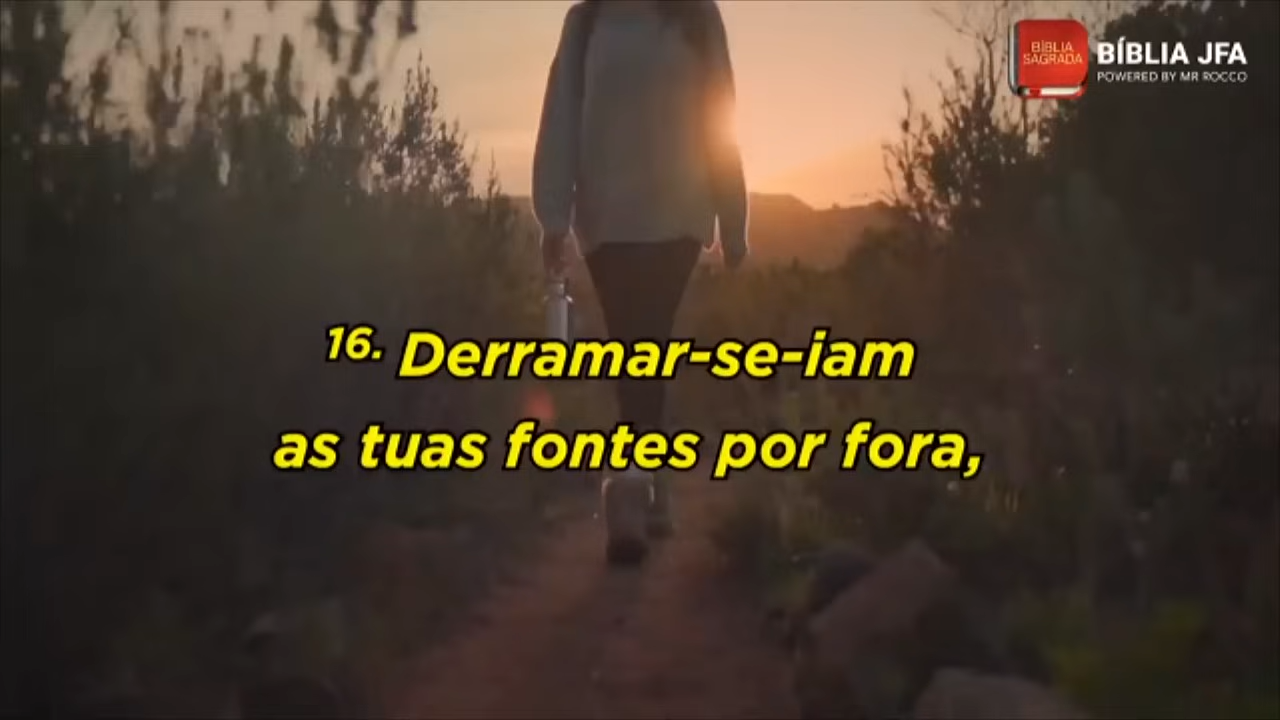 BÍBLIA
SAGRADA
BÍBLIA JFA
POWERED BY MR ROCCO
16. Derramar-se-iam
as tuas fontes por fora,